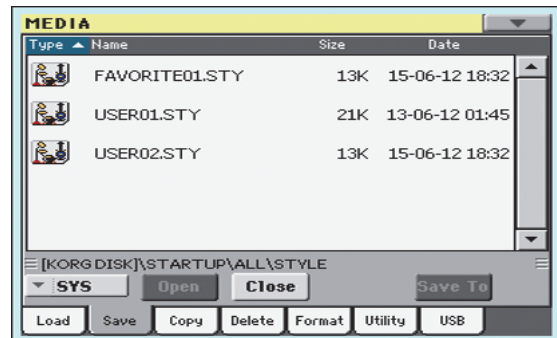 MEDIA
Type Name Size Date
FAVORITE01.STY 13K 15-06-12 18:32
USER01.STY 21K 13-06-12 01:45
USER02.STY 13K 15-06-12 18:32
[KORG DISK]\STARTUP\ALL\STYLE
SYS Open Close Save To
Load Save Copy Delete Format Utility USB